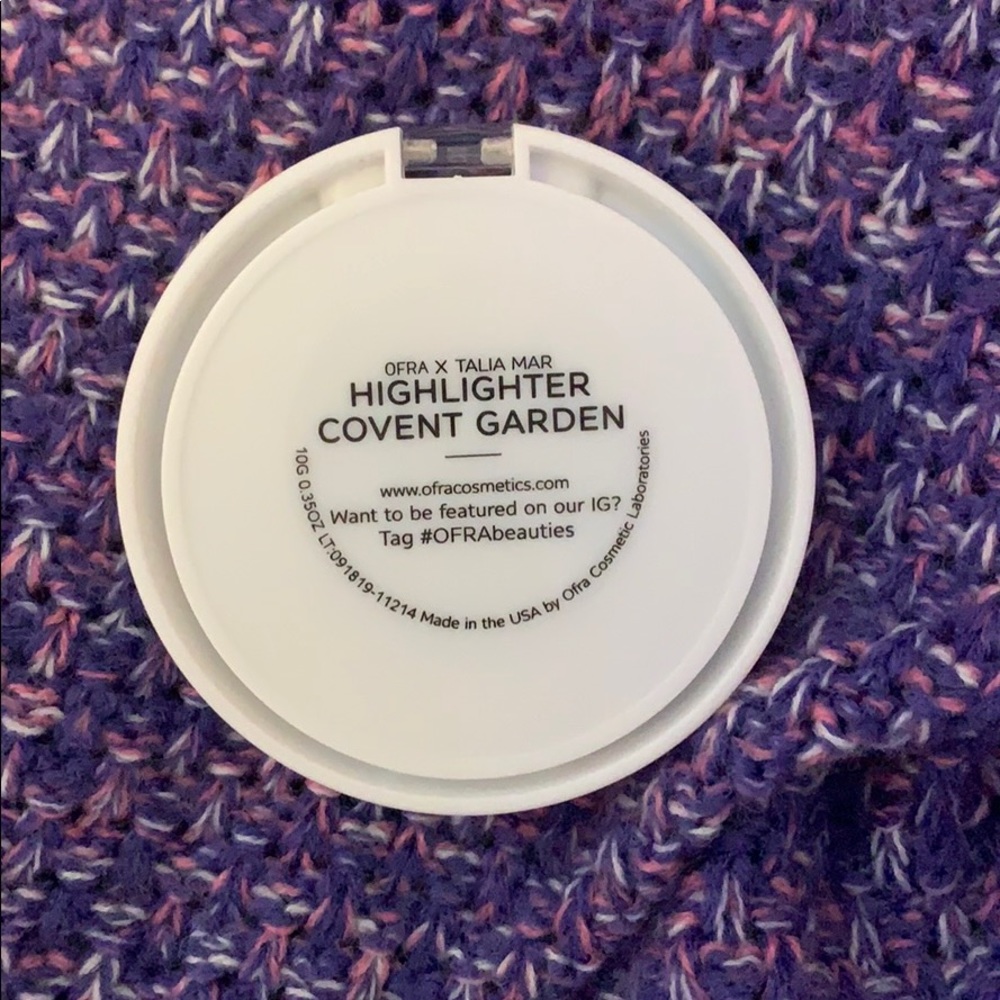 OFRA X TALIA MAR
HIGHLIGHTER
COVENT GARDEN
www.ofracosmetics.com
Want to be featured on our IG?
Tag #OFRAbeauties
10G 0.35OZ LT:091819-11214 Made in the USA by Ofra Cosmetic Laboratories